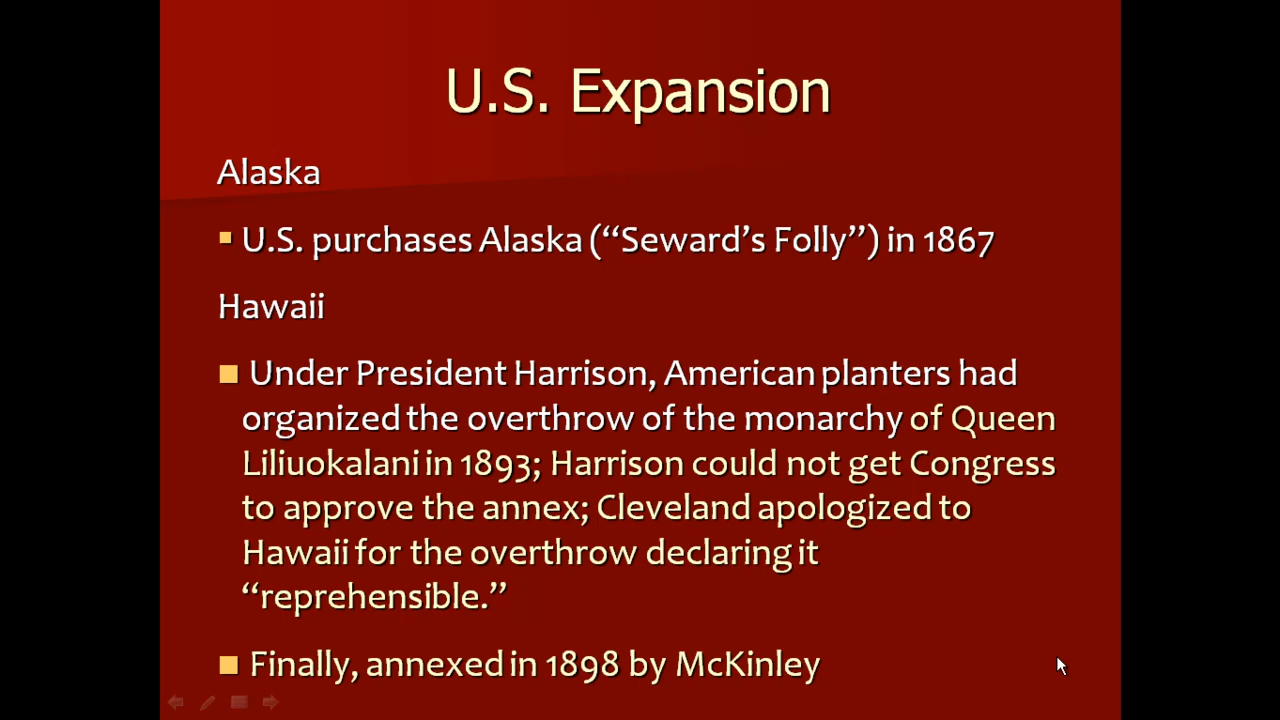 U.S. Expansion
Alaska
U.S. purchases Alaska (“Seward’s Folly”) in 1867
Hawaii
Under President Harrison, American planters had
organized the overthrow of the monarchy of Queen
Liliuokalani in 1893; Harrison could not get Congress
to approve the annex; Cleveland apologized to
Hawaii for the overthrow declaring it
“reprehensible.”
Finally, annexed in 1898 by McKinley